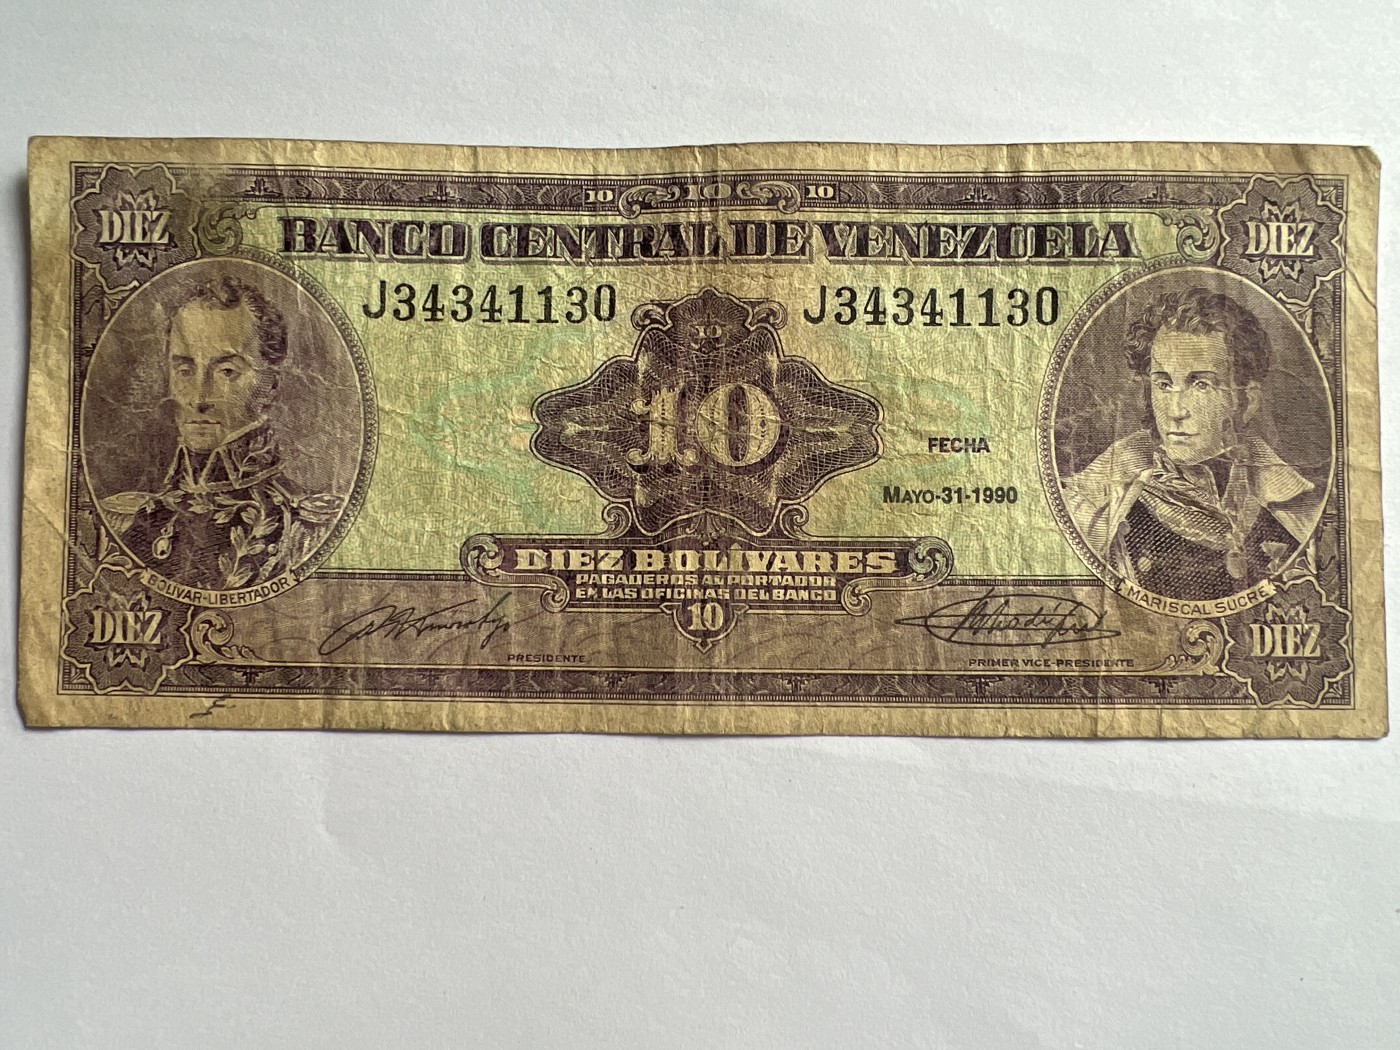 10 10 10
DIEZ DIEZ
BANCO CENTRAL DE VENEZUELA
J34341130 J34341130
10
10
FECHA
MAYO-31-1990
DIEZ BOLÍVARES
PAGADEROS AL PORTADOR
EN LAS OFICINAS DEL BANCO
BOLIVAR-LIBERTADOR
MARISCAL SUCRE
10
DIEZ DIEZ
PRESIDENTE
PRIMER VICE-PRESIDENTE